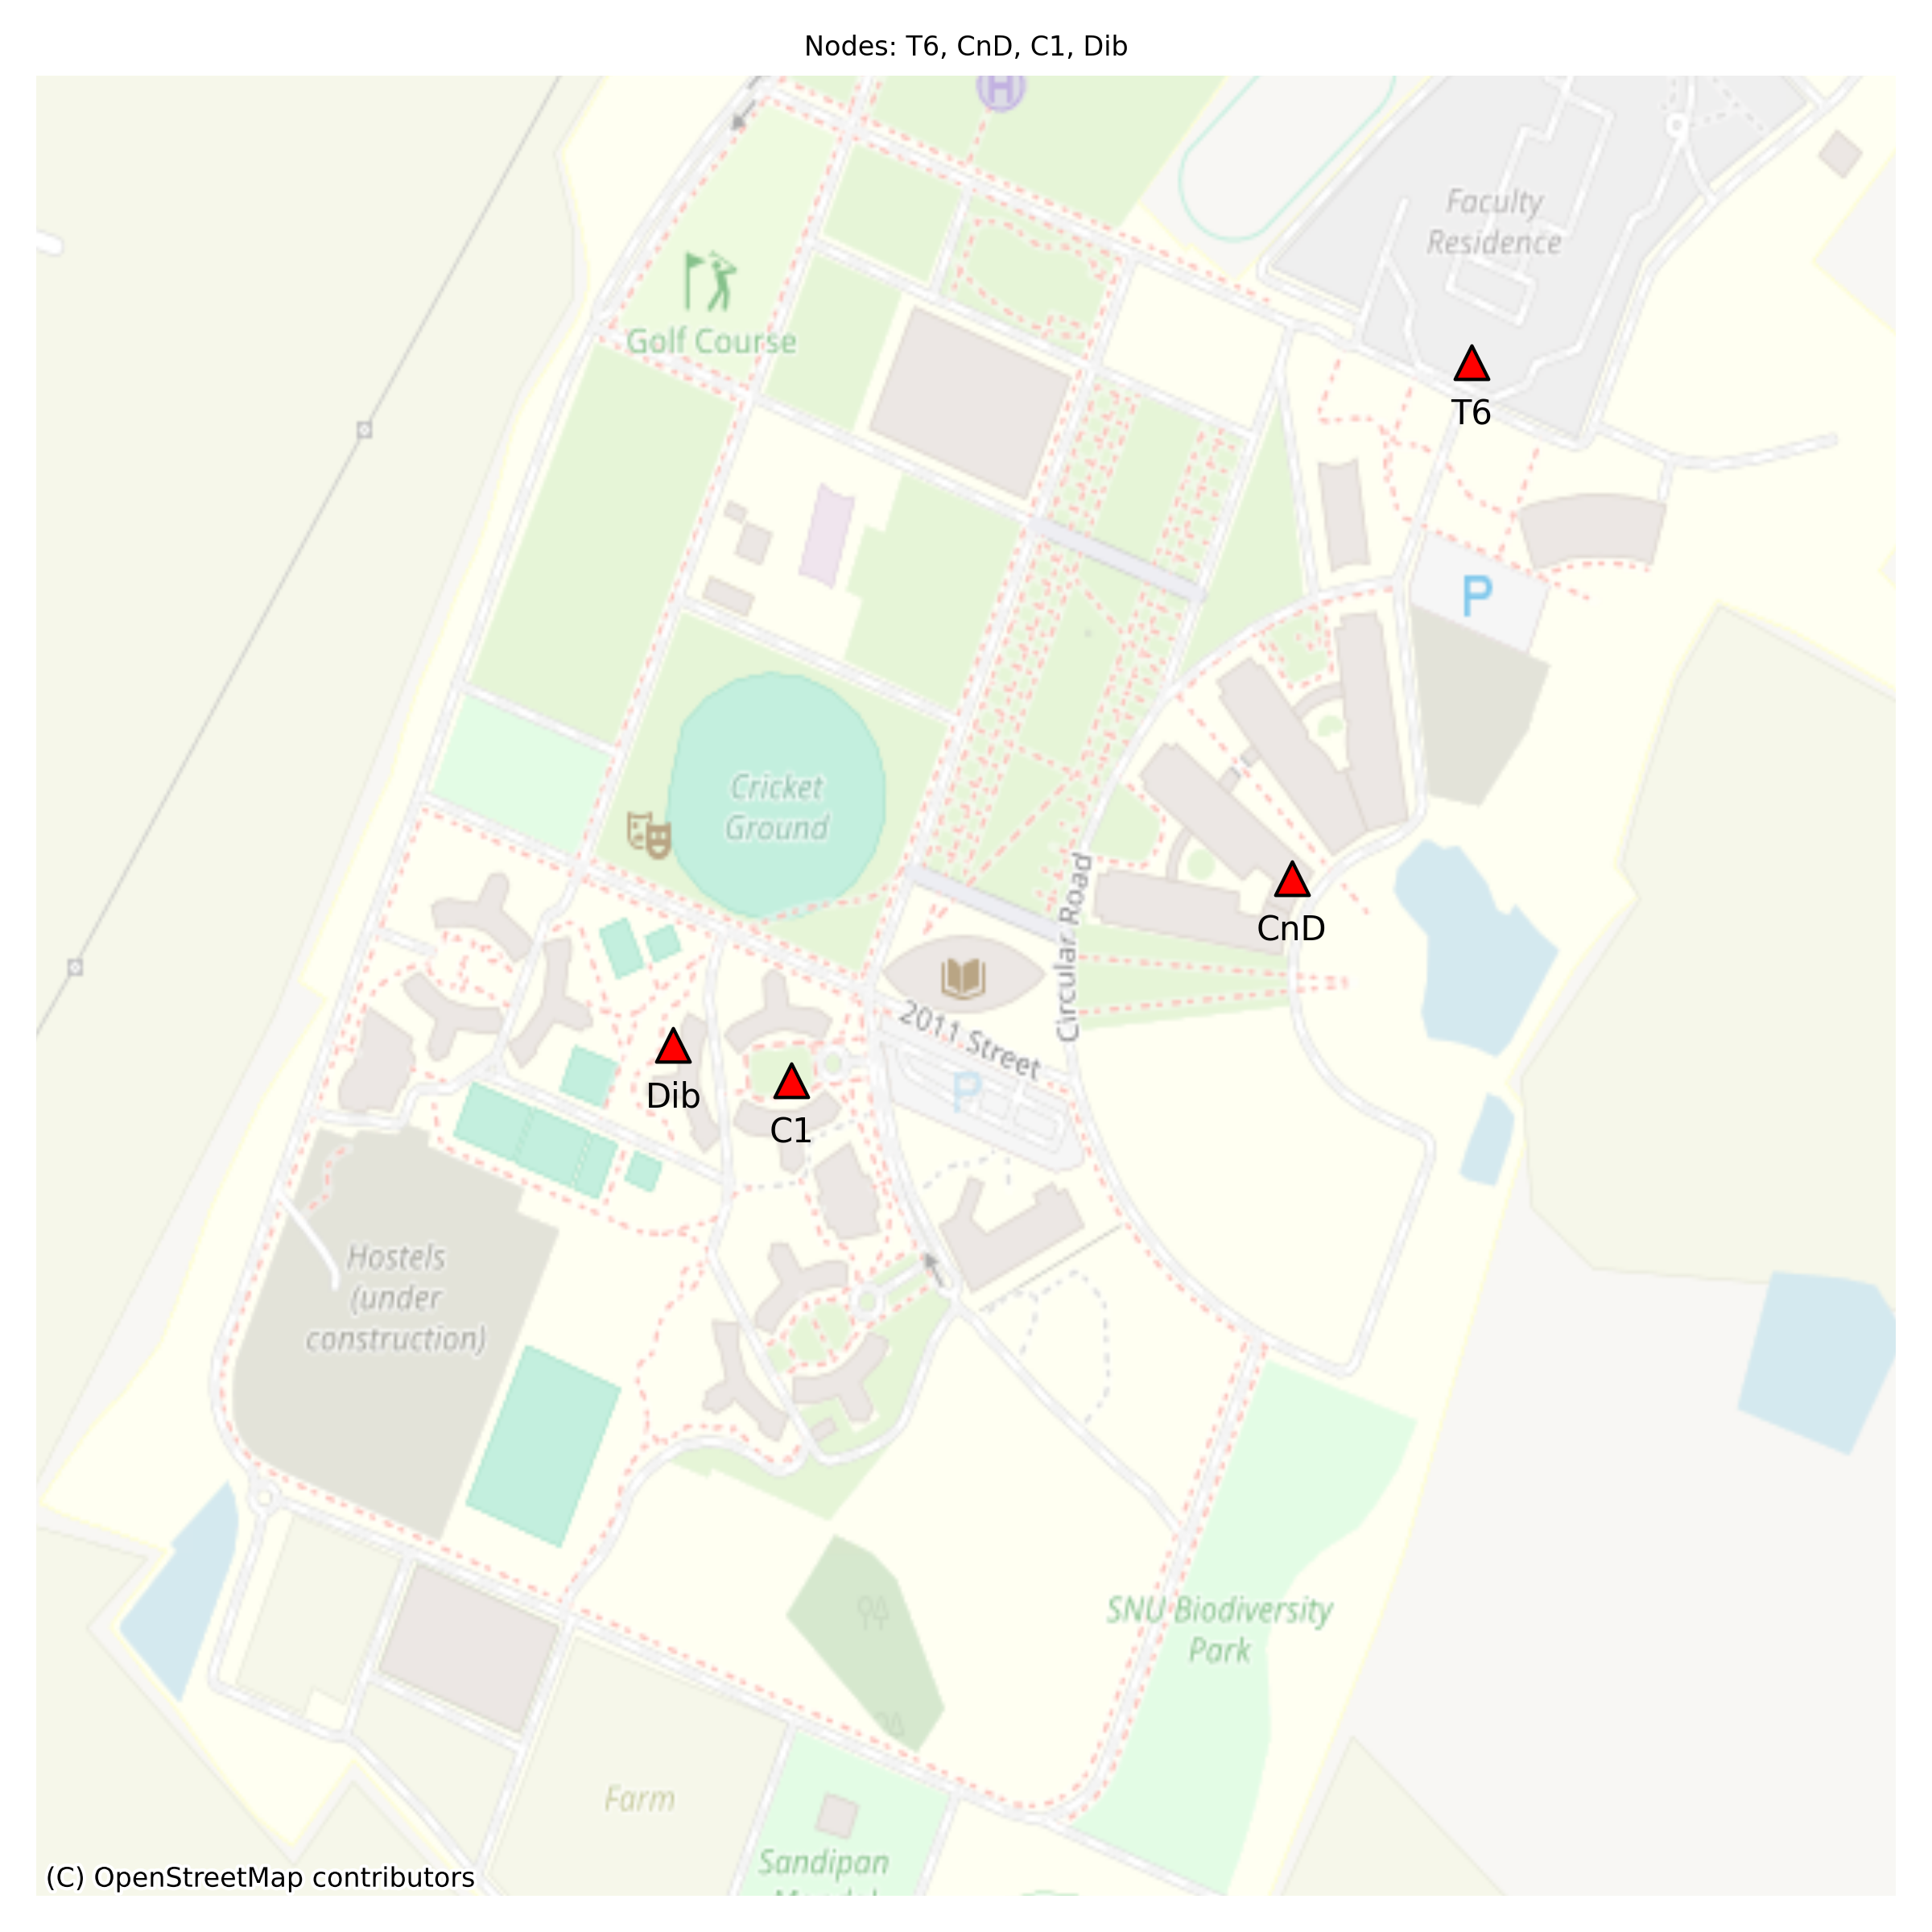 Nodes: T6, CnD, C1, Dib
H
Faculty
Residence
Golf Course
T6
P
Cricket
Ground
CnD
Circular Road
2011 Street
P
Dib
C1
Hostels
(under
construction)
SNU Biodiversity
Park
Farm
Sandipan
(C) OpenStreetMap contributors